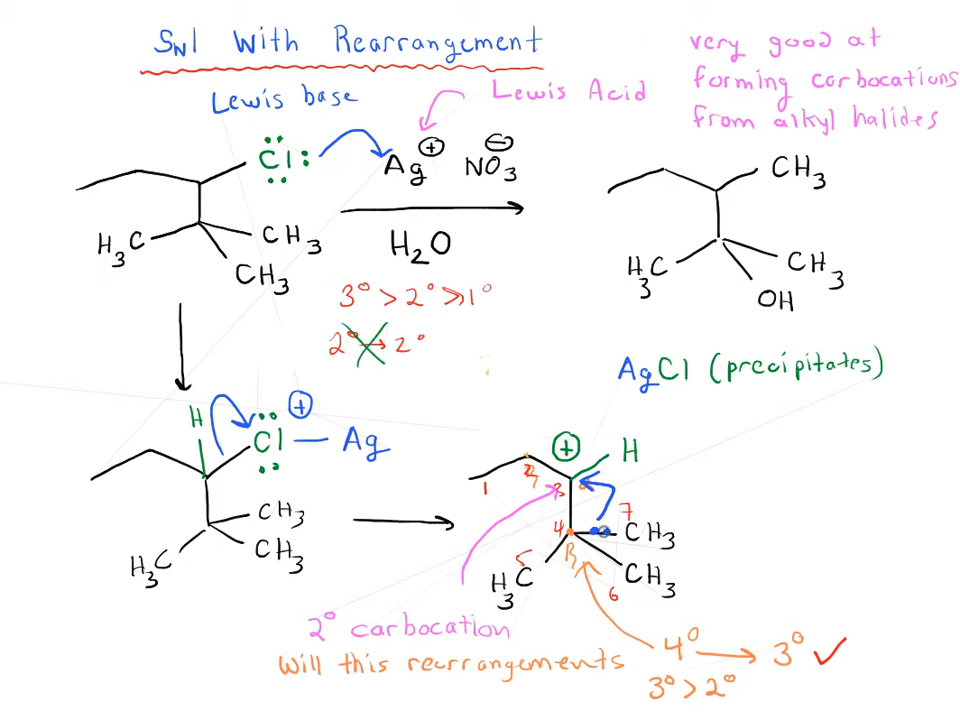 SN1 With Rearrangement
very good at
forming carbocations
from alkyl halides
Lewis base
Lewis Acid
Cl
Ag⊕ NO3⊖
H3C
CH3
CH3
H2O
CH3
H3C
CH3
OH
3° > 2° >> 1°
2° → 2°
AgCl (precipitates)
H
Cl — Ag
⊕
CH3
CH3
H3C
⊕
H
1
2
3
4
5
6
7
CH3
CH3
H3C
2° carbocation
Will this rearrangements
4° → 3° ✓
3° > 2°